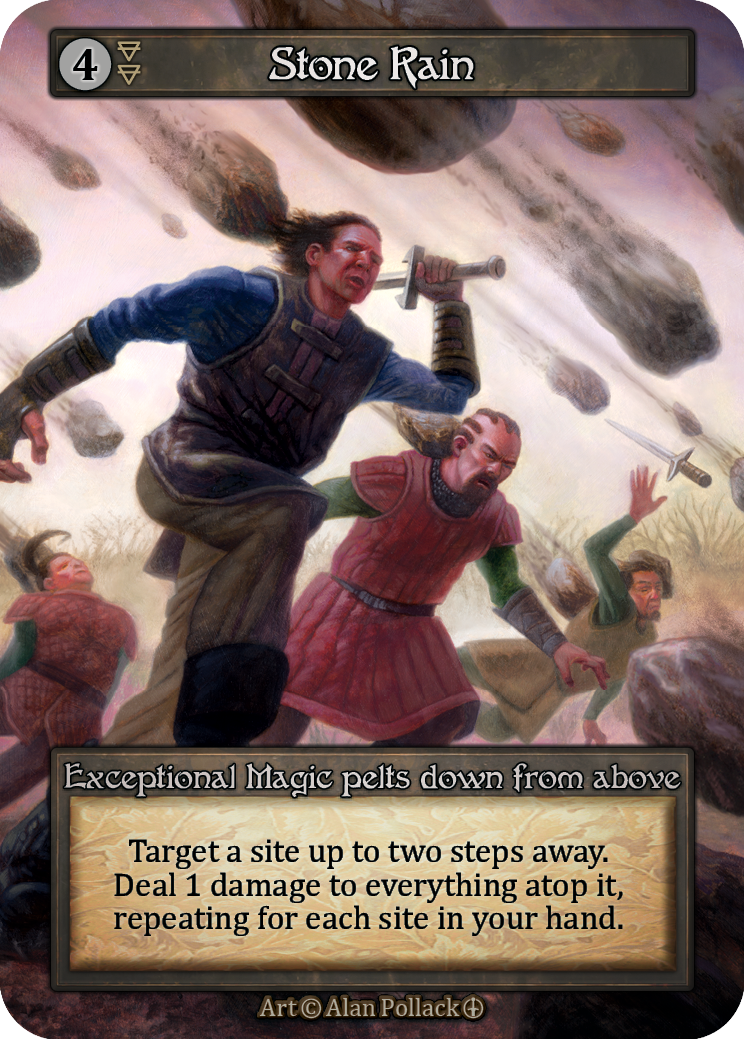 4
Stone Rain
Exceptional Magic pelts down from above
Target a site up to two steps away.
Deal 1 damage to everything atop it,
repeating for each site in your hand.
Art © Alan Pollack